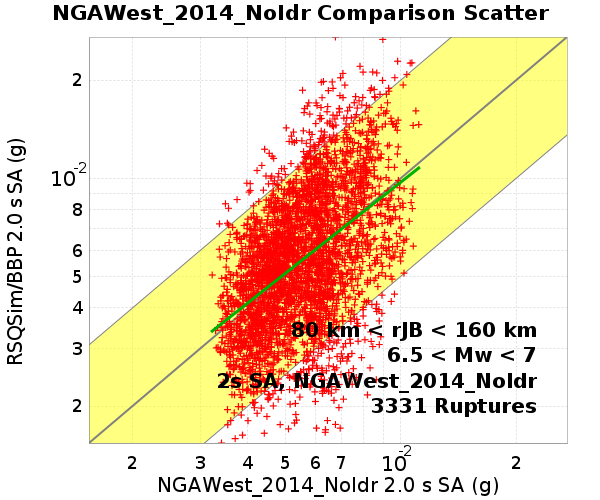 NGAWest_2014_NoIdr Comparison Scatter
RSQSim/BBP 2.0 s SA (g)
2
10-2
8
6
5
4
3
2
80 km < rJB < 160 km
6.5 < Mw < 7
2s SA, NGAWest_2014_NoIdr
3331 Ruptures
2 3 4 5 6 7 10-2 2
NGAWest_2014_NoIdr 2.0 s SA (g)